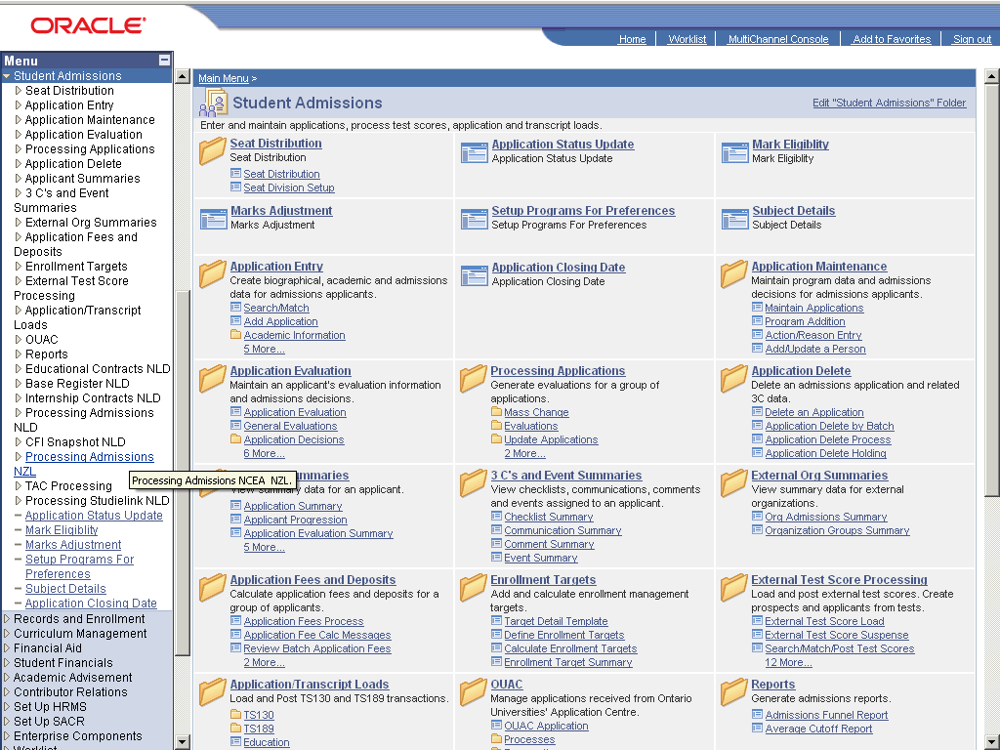 ORACLE
Home
Worklist
MultiChannel Console
Add to Favorites
Sign out
Menu
Student Admissions
Seat Distribution
Application Entry
Application Maintenance
Application Evaluation
Processing Applications
Application Delete
Applicant Summaries
3 C's and Event
Summaries
External Org Summaries
Application Fees and
Deposits
Enrollment Targets
External Test Score
Processing
Application/Transcript
Loads
OUAC
Reports
Educational Contracts NLD
Base Register NLD
Internship Contracts NLD
Processing Admissions
NLD
CFI Snapshot NLD
Processing Admissions
NZL
Processing Admissions NCEA NZL.
TAC Processing
Processing Studielink NLD
Application Status Update
Mark Eligiblity
Marks Adjustment
Setup Programs For
Preferences
Subject Details
Application Closing Date
Records and Enrollment
Curriculum Management
Financial Aid
Student Financials
Academic Advisement
Contributor Relations
Set Up HRMS
Set Up SACR
Enterprise Components
Worklist
Main Menu >
Student Admissions
Edit "Student Admissions" Folder
Enter and maintain applications, process test scores, application and transcript loads.
Seat Distribution
Seat Distribution
Seat Distribution
Seat Division Setup
Application Status Update
Application Status Update
Mark Eligiblity
Mark Eligiblity
Marks Adjustment
Marks Adjustment
Setup Programs For Preferences
Setup Programs For Preferences
Subject Details
Subject Details
Application Entry
Create biographical, academic and admissions
data for admissions applicants.
Search/Match
Add Application
Academic Information
5 More...
Application Closing Date
Application Closing Date
Application Maintenance
Maintain program data and admissions
decisions for admissions applicants.
Maintain Applications
Program Addition
Action/Reason Entry
Add/Update a Person
Application Evaluation
Maintain an applicant's evaluation information
and admissions decisions.
Application Evaluation
General Evaluations
Application Decisions
6 More...
Processing Applications
Generate evaluations for a group of
applications.
Mass Change
Evaluations
Update Applications
2 More...
Application Delete
Delete an admissions application and related
3C data.
Delete an Application
Application Delete by Batch
Application Delete Process
Application Delete Holding
Summaries
View summary data for an applicant.
Application Summary
Applicant Progression
Application Evaluation Summary
5 More...
3 C's and Event Summaries
View checklists, communications, comments
and events assigned to an applicant.
Checklist Summary
Communication Summary
Comment Summary
Event Summary
External Org Summaries
View summary data for external
organizations.
Org Admissions Summary
Organization Groups Summary
Application Fees and Deposits
Calculate application fees and deposits for a
group of applicants.
Application Fees Process
Application Fee Calc Messages
Review Batch Application Fees
2 More...
Enrollment Targets
Add and calculate enrollment management
targets.
Target Detail Template
Define Enrollment Targets
Calculate Enrollment Targets
Enrollment Target Summary
External Test Score Processing
Load and post external test scores. Create
prospects and applicants from tests.
External Test Score Load
External Test Score Suspense
Search/Match/Post Test Scores
12 More...
Application/Transcript Loads
Load and Post TS130 and TS189 transactions.
TS130
TS189
Education
OUAC
Manage applications received from Ontario
Universities' Application Centre.
OUAC Application
Processes
Reports
Generate admissions reports.
Admissions Funnel Report
Average Cutoff Report